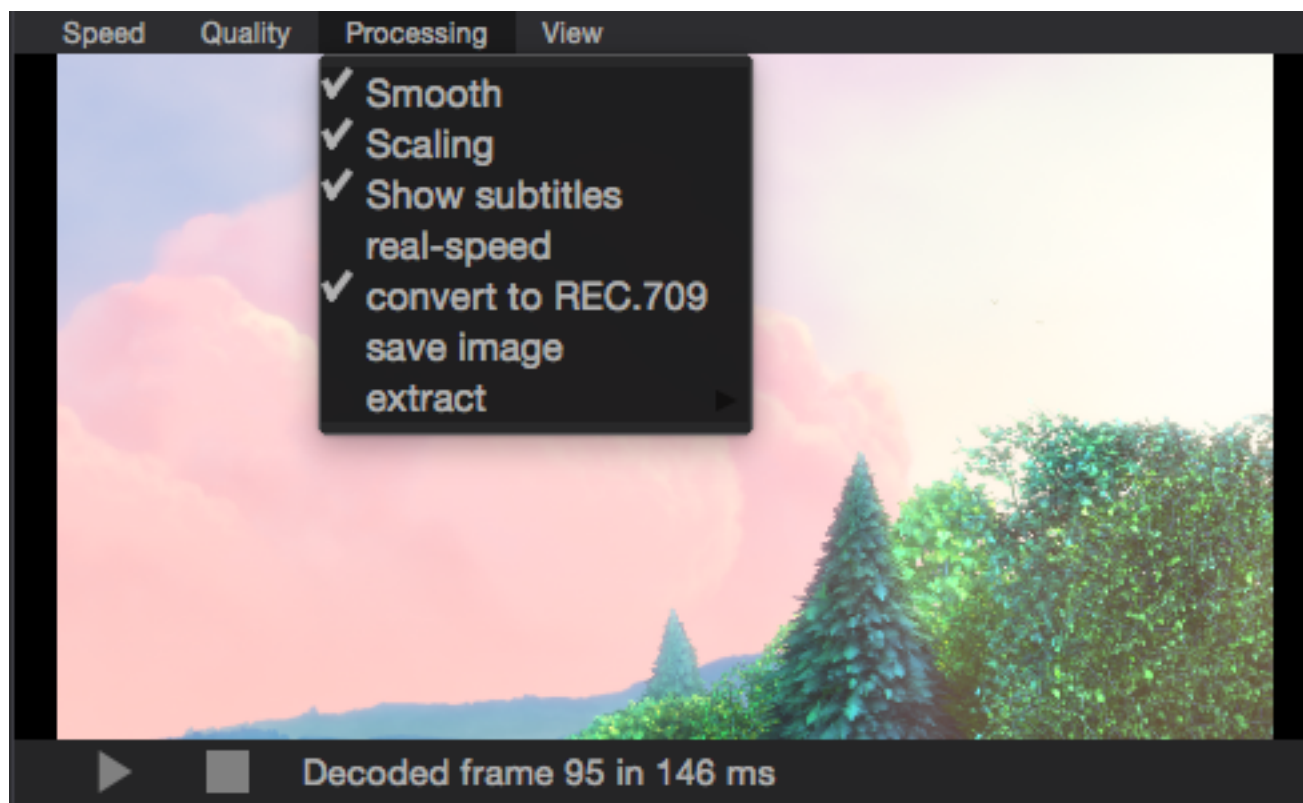 Speed Quality Processing View
Smooth
Scaling
Show subtitles
real-speed
convert to REC.709
save image
extract
Decoded frame 95 in 146 ms